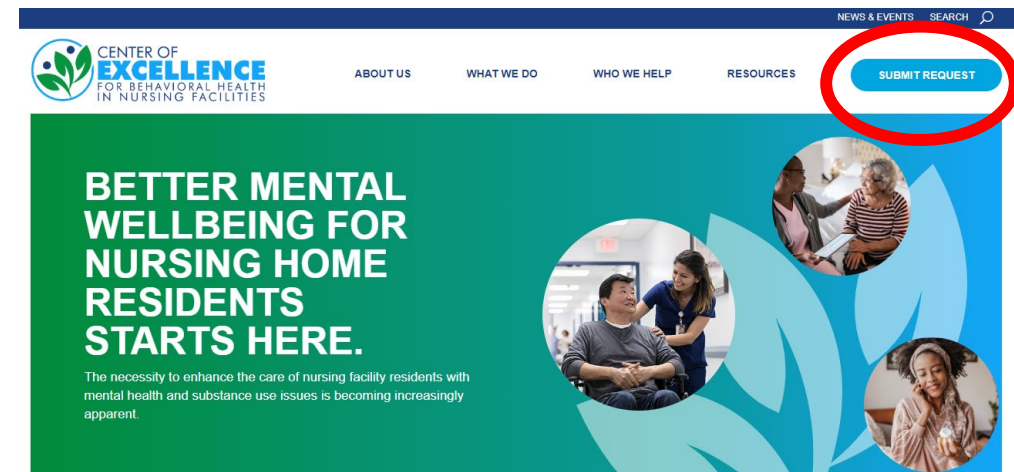 NEWS & EVENTS SEARCH
CENTER OF
EXCELLENCE
FOR BEHAVIORAL HEALTH
IN NURSING FACILITIES
ABOUT US WHAT WE DO WHO WE HELP RESOURCES SUBMIT REQUEST
BETTER MENTAL
WELLBEING FOR
NURSING HOME
RESIDENTS
STARTS HERE.
The necessity to enhance the care of nursing facility residents with
mental health and substance use issues is becoming increasingly
apparent.